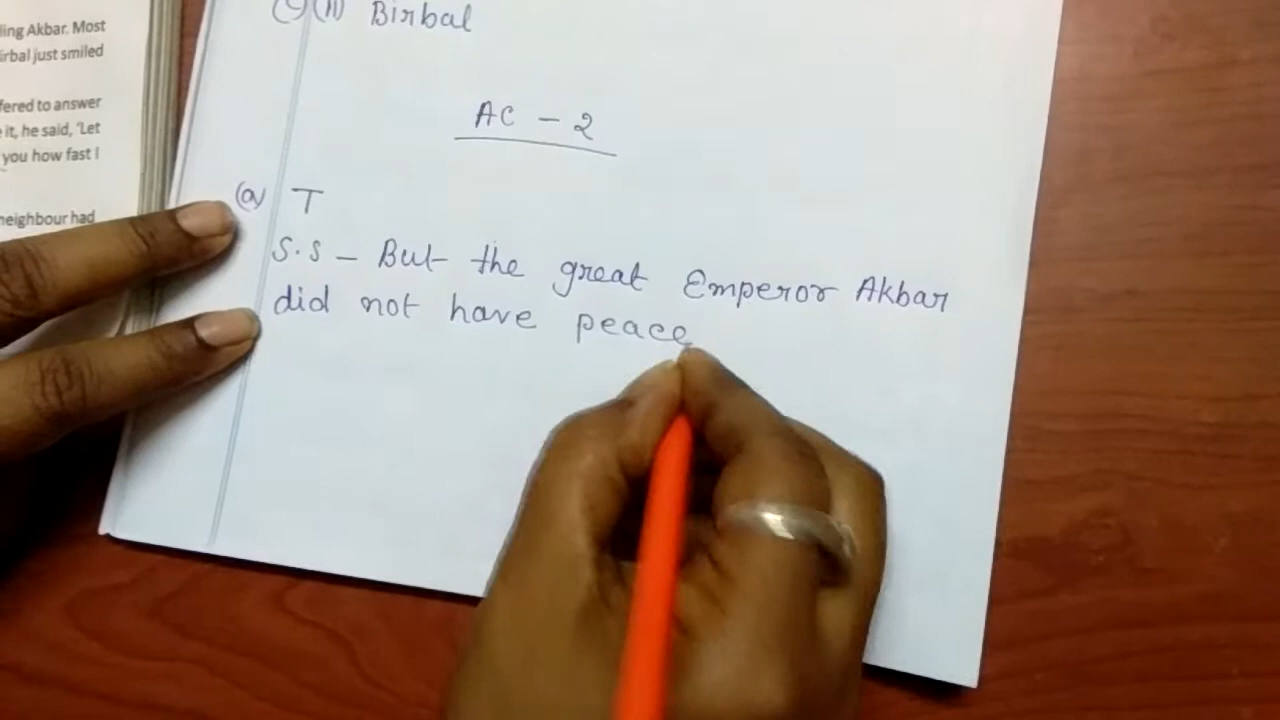 ling Akbar. Most
irbal just smiled
fered to answer
it, he said, 'Let
you how fast I
neighbour had
(c) (ii) Birbal
AC - 2
(a) T
S.S - But the great Emperor Akbar
did not have peace